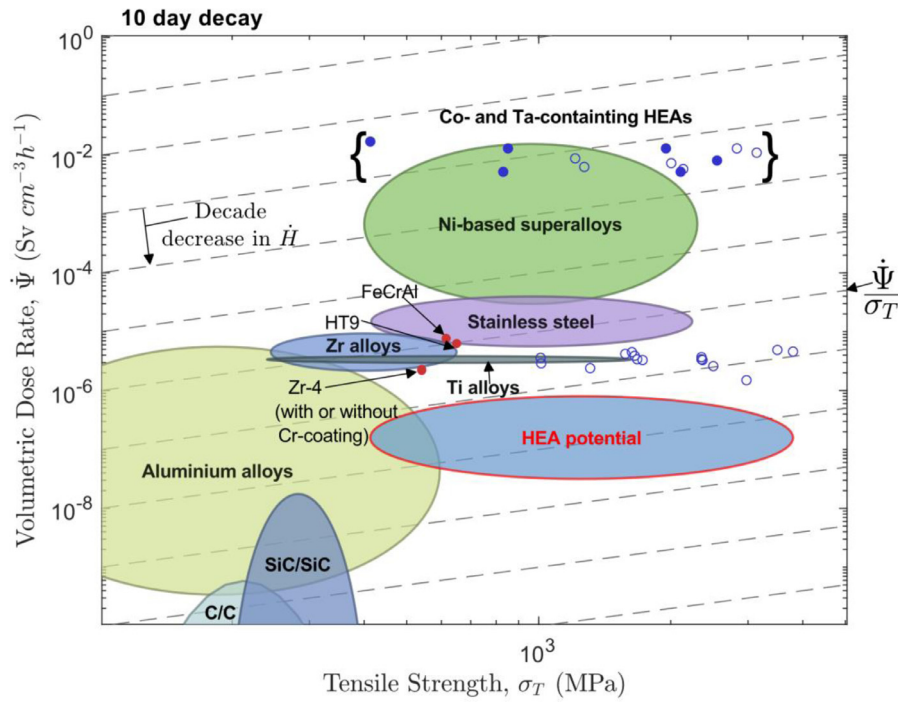 10 day decay
10^0
10^-2
10^-4
10^-6
10^-8
Volumetric Dose Rate, Ψ̇ (Sv cm^-3 h^-1)
Co- and Ta-containting HEAs
{ }
Decade
decrease in Ḣ
Ni-based superalloys
Ψ̇/σ_T
FeCrAl
HT9
Stainless steel
Zr alloys
Zr-4
(with or without
Cr-coating)
Ti alloys
HEA potential
Aluminium alloys
SiC/SiC
C/C
10^3
Tensile Strength, σ_T (MPa)